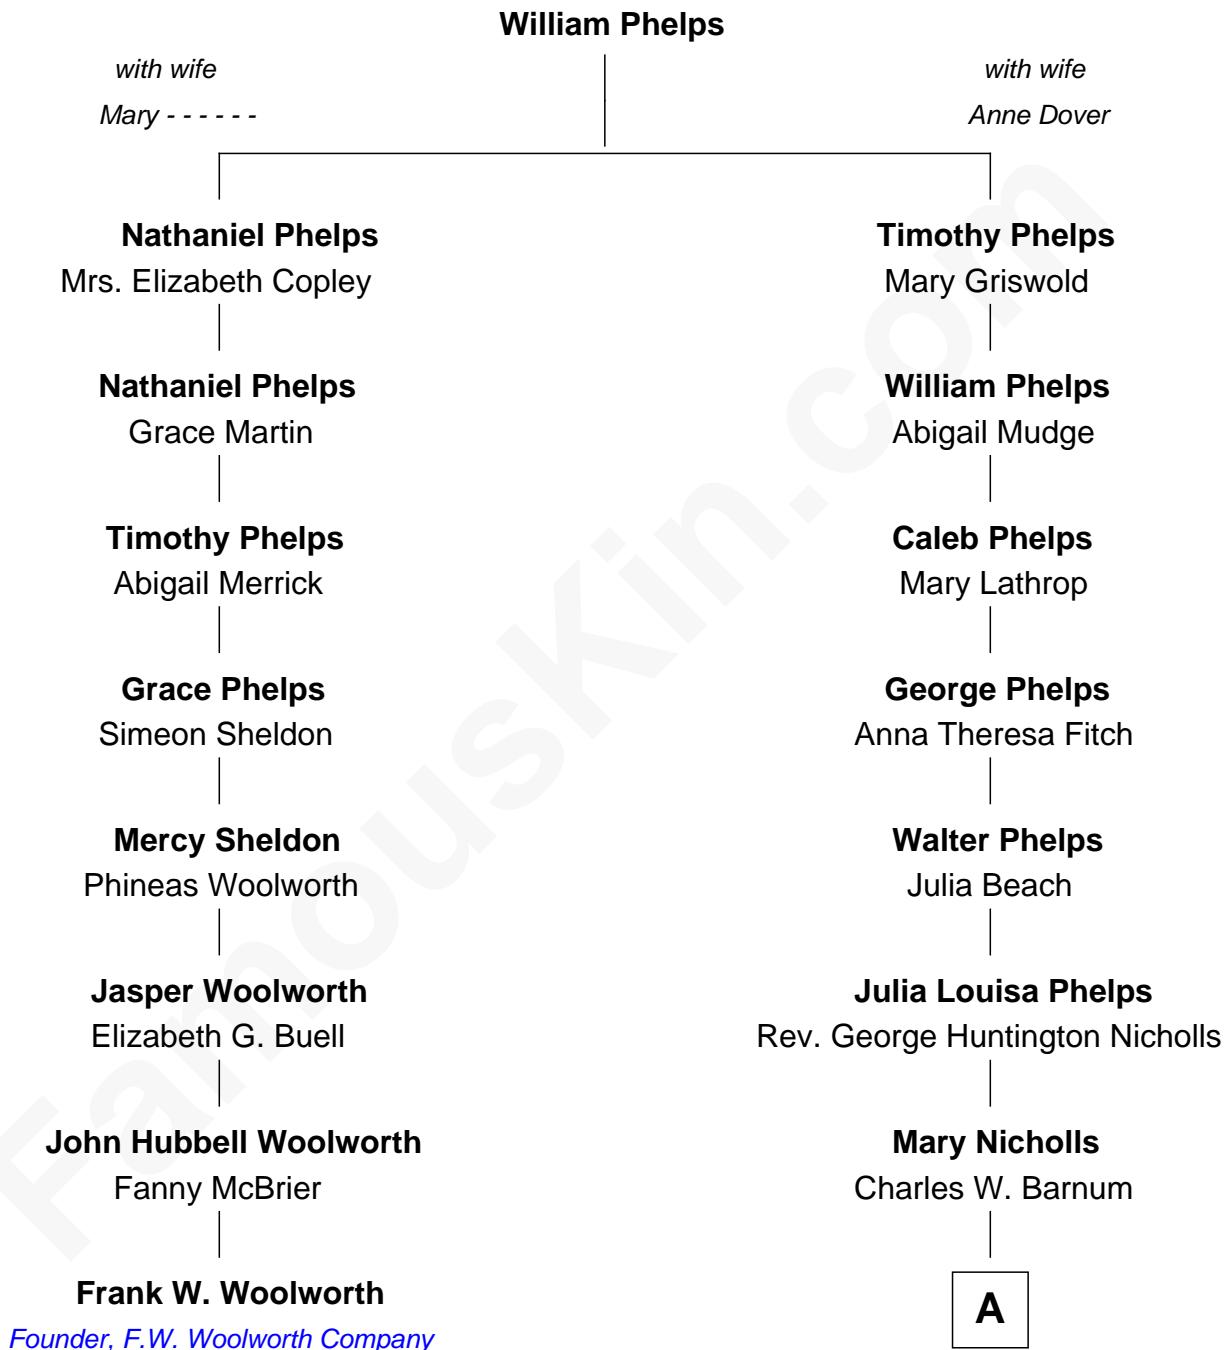 William Phelps
with wife
Mary - - - - - -
with wife
Anne Dover
Nathaniel Phelps
Mrs. Elizabeth Copley
Timothy Phelps
Mary Griswold
Nathaniel Phelps
Grace Martin
William Phelps
Abigail Mudge
Timothy Phelps
Abigail Merrick
Caleb Phelps
Mary Lathrop
Grace Phelps
Simeon Sheldon
George Phelps
Anna Theresa Fitch
Mercy Sheldon
Phineas Woolworth
Walter Phelps
Julia Beach
Jasper Woolworth
Elizabeth G. Buell
Julia Louisa Phelps
Rev. George Huntington Nicholls
John Hubbell Woolworth
Fanny McBrier
Mary Nicholls
Charles W. Barnum
Frank W. Woolworth
Founder, F.W. Woolworth Company
A
FamousKin.com